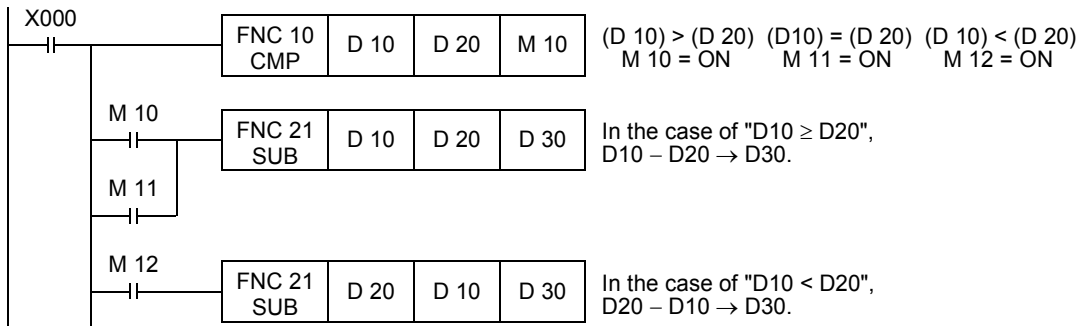 X000
FNC 10 CMP D 10 D 20 M 10
(D 10) > (D 20) (D10) = (D 20) (D 10) < (D 20)
M 10 = ON M 11 = ON M 12 = ON
M 10
FNC 21 SUB D 10 D 20 D 30
In the case of "D10 ≥ D20",
D10 − D20 → D30.
M 11
M 12
FNC 21 SUB D 20 D 10 D 30
In the case of "D10 < D20",
D20 − D10 → D30.